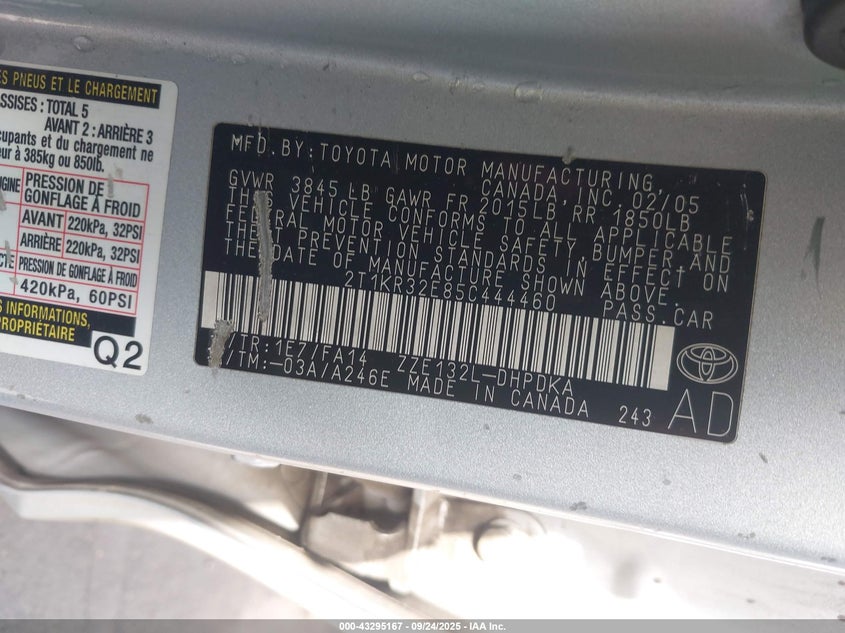 ES PNEUS ET LE CHARGEMENT
ASSISES : TOTAL 5
AVANT 2 : ARRIÈRE 3
cupants et du chargement ne
eur à 385kg ou 850lb.
PRESSION DE GONFLAGE À FROID
AVANT 220kPa, 32PSI
ARRIÈRE 220kPa, 32PSI
PRESSION DE GONFLAGE À FROID
420kPa, 60PSI
S INFORMATIONS,
PROPRIÉTAIRE
Q2
MFD.BY:TOYOTA MOTOR MANUFACTURING,
CANADA, INC. 02/05
GVWR 3845 LB GAWR FR 2015LB RR 1850LB
THIS VEHICLE CONFORMS TO ALL APPLICABLE
FEDERAL MOTOR VEHICLE SAFETY, BUMPER AND
THEFT PREVENTION STANDARDS IN EFFECT ON
THE DATE OF MANUFACTURE SHOWN ABOVE.
2T1KR32E85C444460 PASS.CAR
/TR:1E7/FA14 ZZE132L-DHPDKA
/TM:-03A/A246E MADE IN CANADA 243
AD
000-43295167 - 09/24/2025 - IAA Inc.